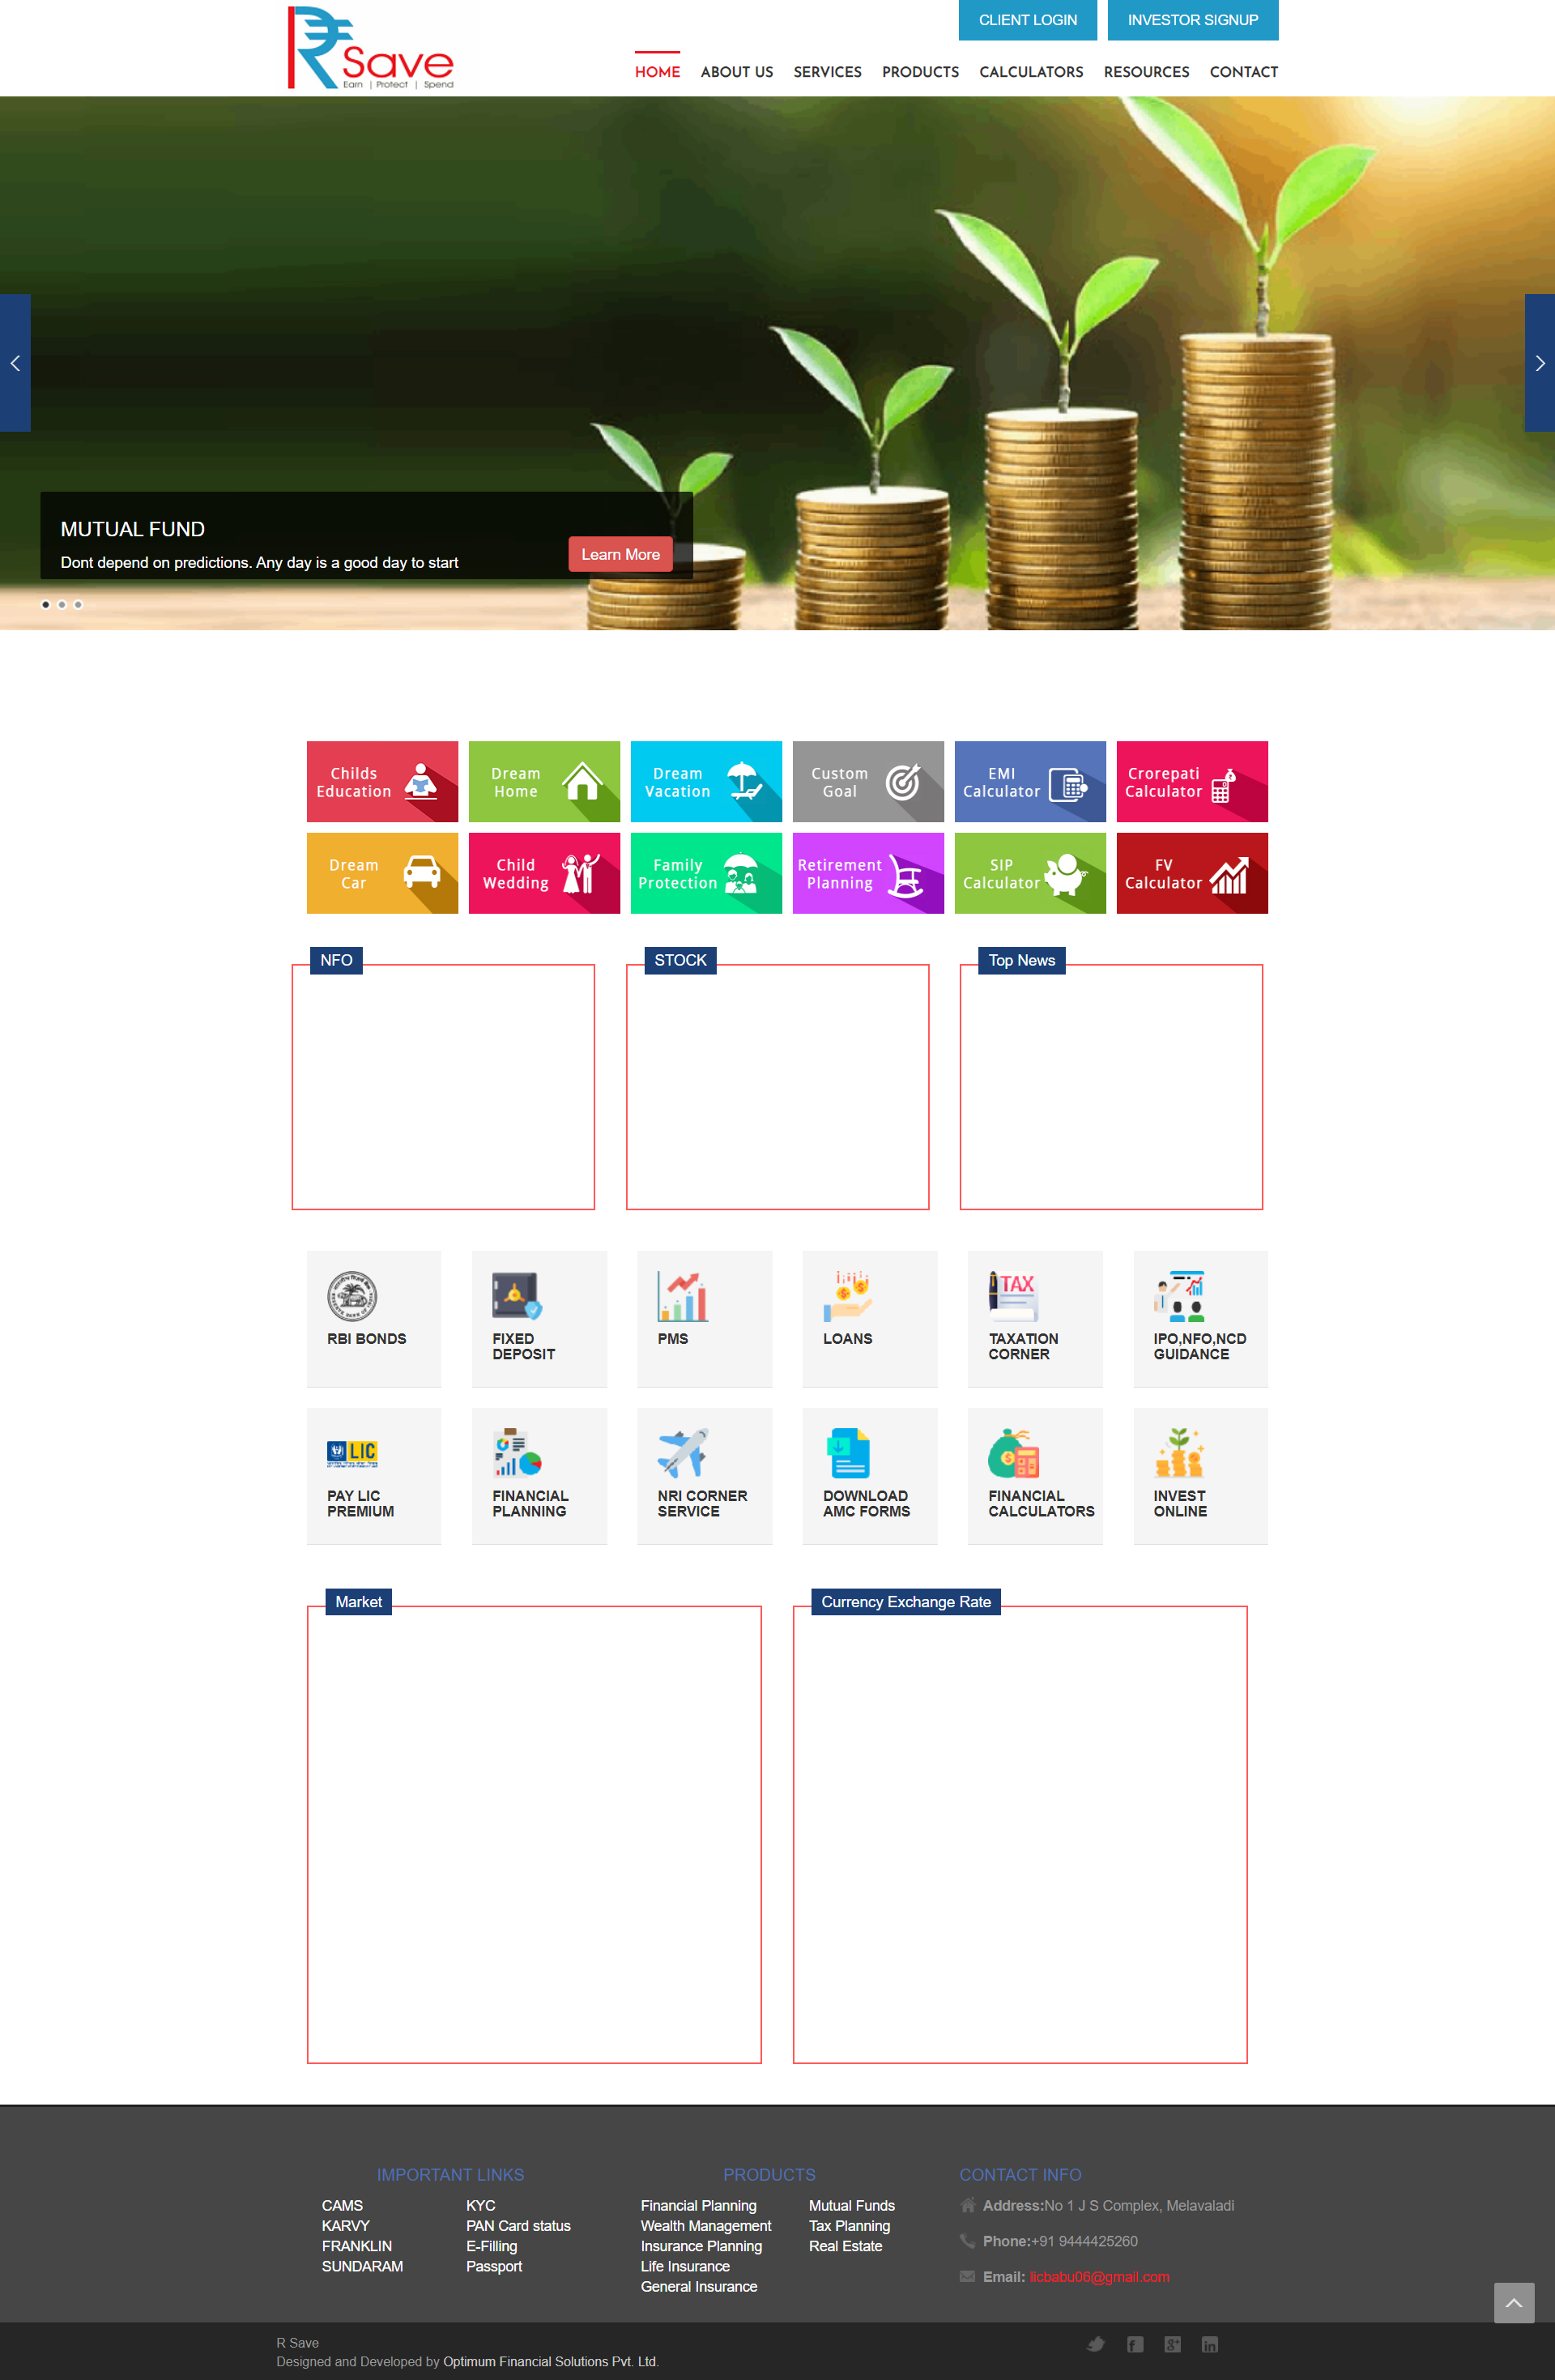 R Save
Earn | Protect | Spend
CLIENT LOGIN
INVESTOR SIGNUP
HOME
ABOUT US
SERVICES
PRODUCTS
CALCULATORS
RESOURCES
CONTACT
MUTUAL FUND
Dont depend on predictions. Any day is a good day to start
Learn More
Childs
Education
Dream
Home
Dream
Vacation
Custom
Goal
EMI
Calculator
Crorepati
Calculator
Dream
Car
Child
Wedding
Family
Protection
Retirement
Planning
SIP
Calculator
FV
Calculator
NFO
STOCK
Top News
RBI BONDS
FIXED
DEPOSIT
PMS
LOANS
TAX
TAXATION
CORNER
IPO,NFO,NCD
GUIDANCE
LIC
PAY LIC
PREMIUM
FINANCIAL
PLANNING
NRI CORNER
SERVICE
DOWNLOAD
AMC FORMS
FINANCIAL
CALCULATORS
INVEST
ONLINE
Market
Currency Exchange Rate
IMPORTANT LINKS
CAMS
KARVY
FRANKLIN
SUNDARAM
KYC
PAN Card status
E-Filling
Passport
PRODUCTS
Financial Planning
Wealth Management
Insurance Planning
Life Insurance
General Insurance
Mutual Funds
Tax Planning
Real Estate
CONTACT INFO
Address:No 1 J S Complex, Melavaladi
Phone:+91 9444425260
Email: licbabu06@gmail.com
R Save
Designed and Developed by Optimum Financial Solutions Pvt. Ltd.